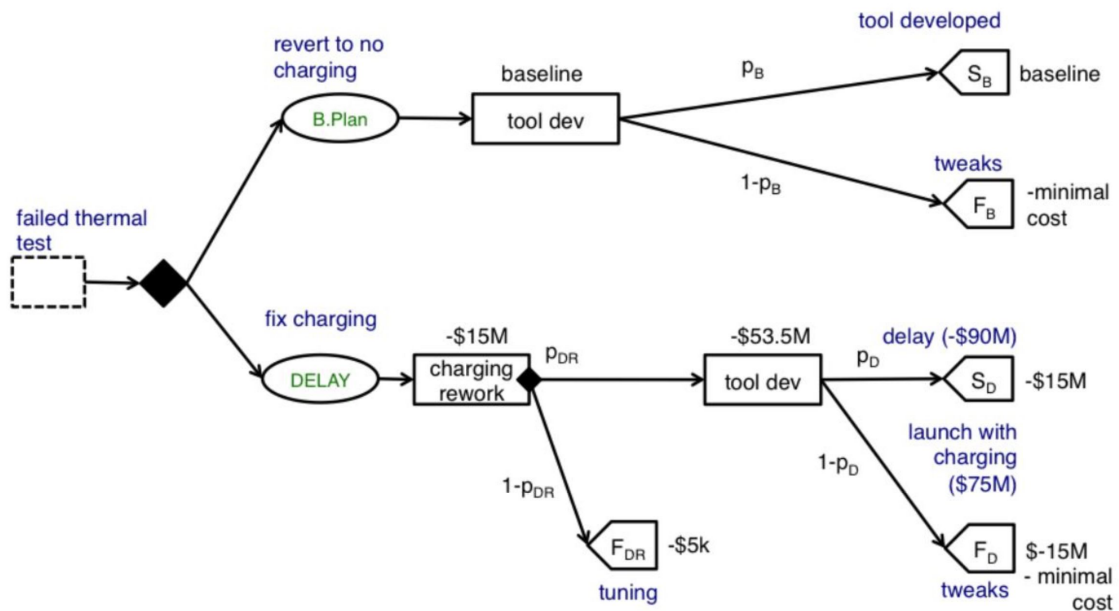 tool developed
revert to no
charging
baseline
p_B
S_B
baseline
B.Plan
tool dev
tweaks
1-p_B
F_B
-minimal
cost
failed thermal
test
fix charging
-$15M
p_DR
-$53.5M
p_D
delay (-$90M)
DELAY
charging
rework
tool dev
S_D
-$15M
launch with
charging
($75M)
1-p_D
1-p_DR
F_DR
-$5k
tuning
F_D
$-15M
- minimal
cost
tweaks